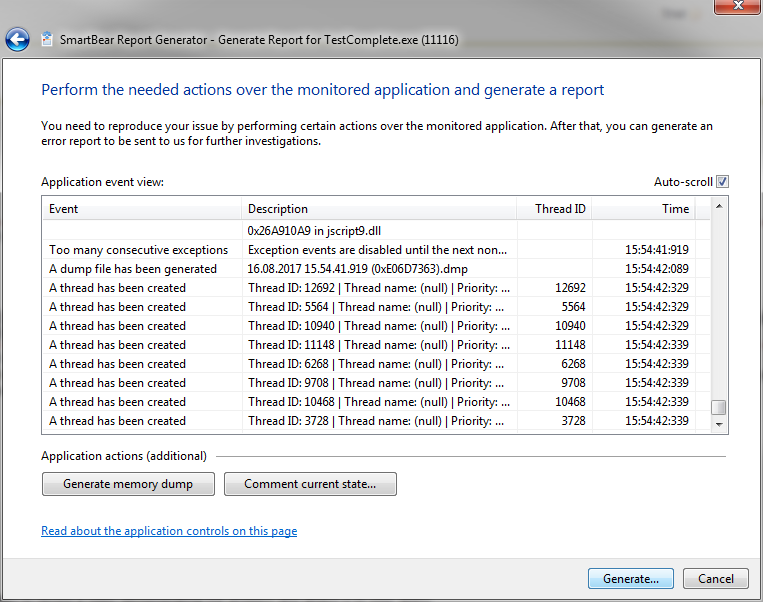 SmartBear Report Generator - Generate Report for TestComplete.exe (11116)
Perform the needed actions over the monitored application and generate a report
You need to reproduce your issue by performing certain actions over the monitored application. After that, you can generate an
error report to be sent to us for further investigations.
Application event view: Auto-scroll
Event Description Thread ID Time
0x26A910A9 in jscript9.dll
Too many consecutive exceptions Exception events are disabled until the next non... 15:54:41:919
A dump file has been generated 16.08.2017 15.54.41.919 (0xE06D7363).dmp 15:54:42:089
A thread has been created Thread ID: 12692 | Thread name: (null) | Priority: ... 12692 15:54:42:329
A thread has been created Thread ID: 5564 | Thread name: (null) | Priority: ... 5564 15:54:42:329
A thread has been created Thread ID: 10940 | Thread name: (null) | Priority: ... 10940 15:54:42:329
A thread has been created Thread ID: 11148 | Thread name: (null) | Priority: ... 11148 15:54:42:339
A thread has been created Thread ID: 6268 | Thread name: (null) | Priority: ... 6268 15:54:42:339
A thread has been created Thread ID: 9708 | Thread name: (null) | Priority: ... 9708 15:54:42:339
A thread has been created Thread ID: 10468 | Thread name: (null) | Priority: ... 10468 15:54:42:339
A thread has been created Thread ID: 3728 | Thread name: (null) | Priority: ... 3728 15:54:42:339
Application actions (additional)
Generate memory dump Comment current state...
Read about the application controls on this page
Generate... Cancel